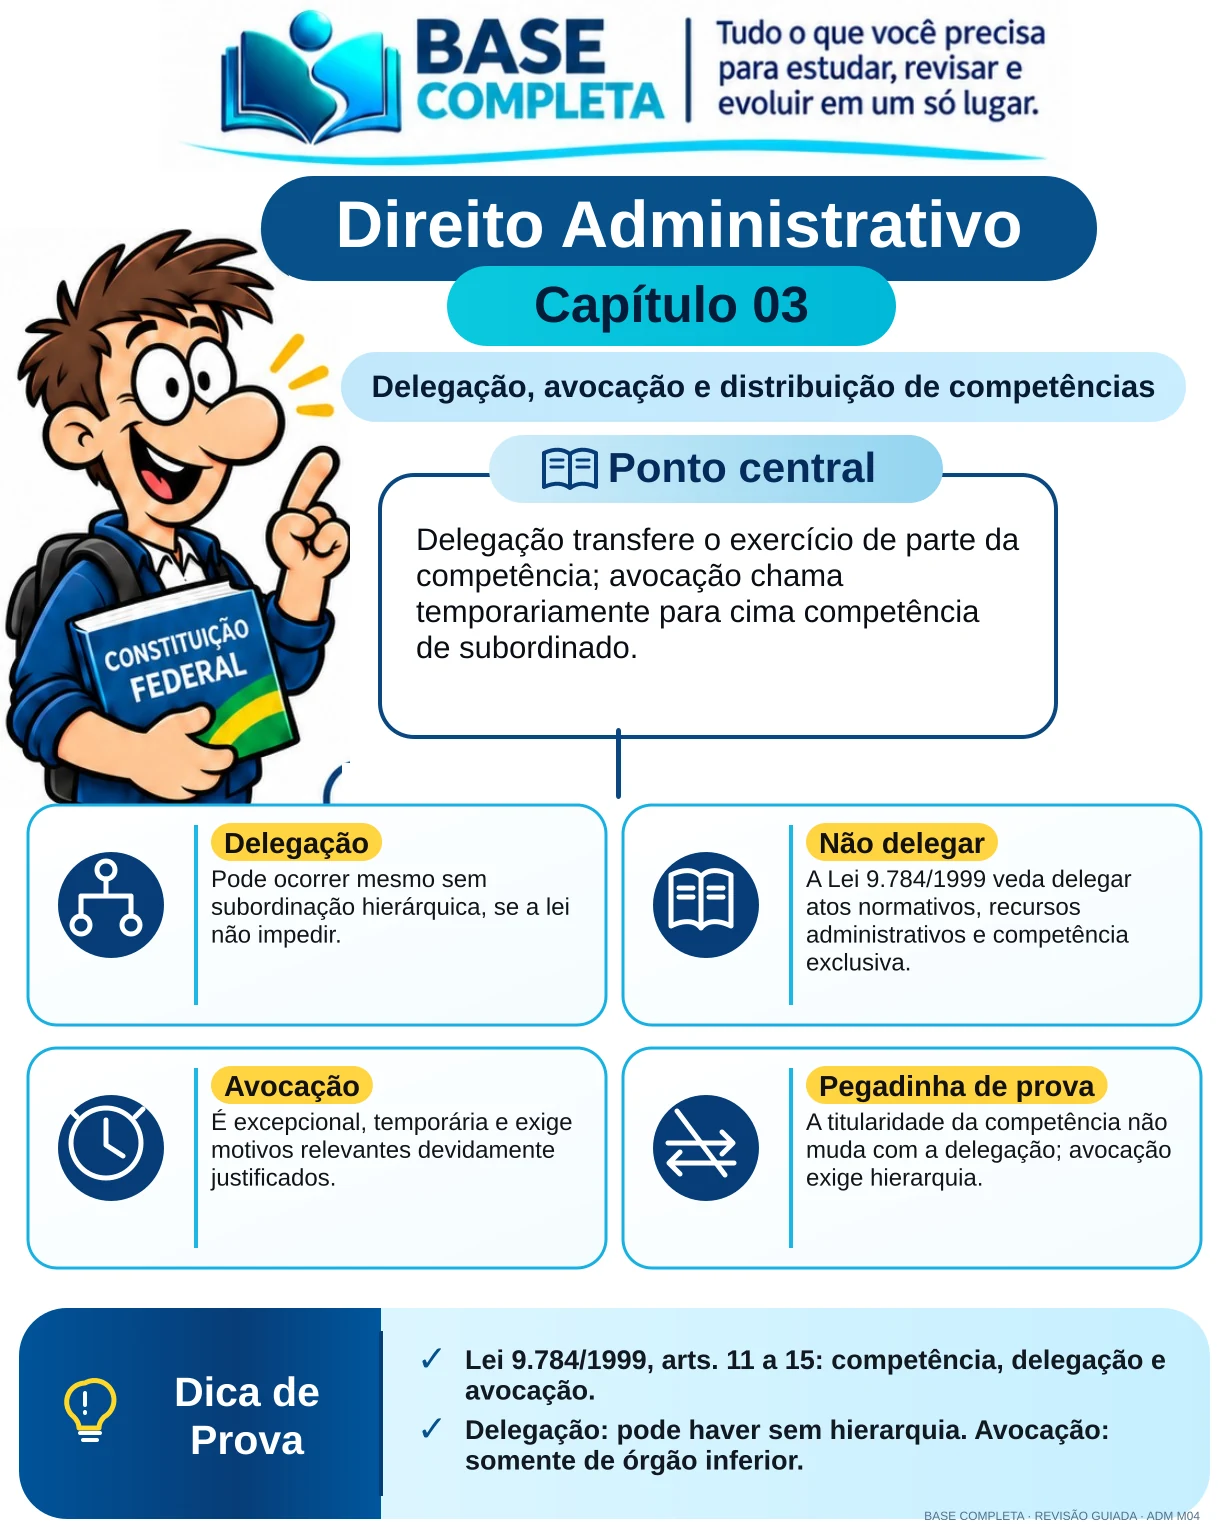 BASE
COMPLETA
Tudo o que você precisa
para estudar, revisar e
evoluir em um só lugar.
Direito Administrativo
Capítulo 03
Delegação, avocação e distribuição de competências
Ponto central
Delegação transfere o exercício de parte da
competência; avocação chama
temporariamente para cima competência
de subordinado.
CONSTITUIÇÃO
FEDERAL
Delegação
Pode ocorrer mesmo sem
subordinação hierárquica, se a lei
não impedir.
Não delegar
A Lei 9.784/1999 veda delegar
atos normativos, recursos
administrativos e competência
exclusiva.
Avocação
É excepcional, temporária e exige
motivos relevantes devidamente
justificados.
Pegadinha de prova
A titularidade da competência não
muda com a delegação; avocação
exige hierarquia.
Dica de
Prova
✓ Lei 9.784/1999, arts. 11 a 15: competência, delegação e
avocação.
✓ Delegação: pode haver sem hierarquia. Avocação:
somente de órgão inferior.
BASE COMPLETA · REVISÃO GUIADA · ADM M04